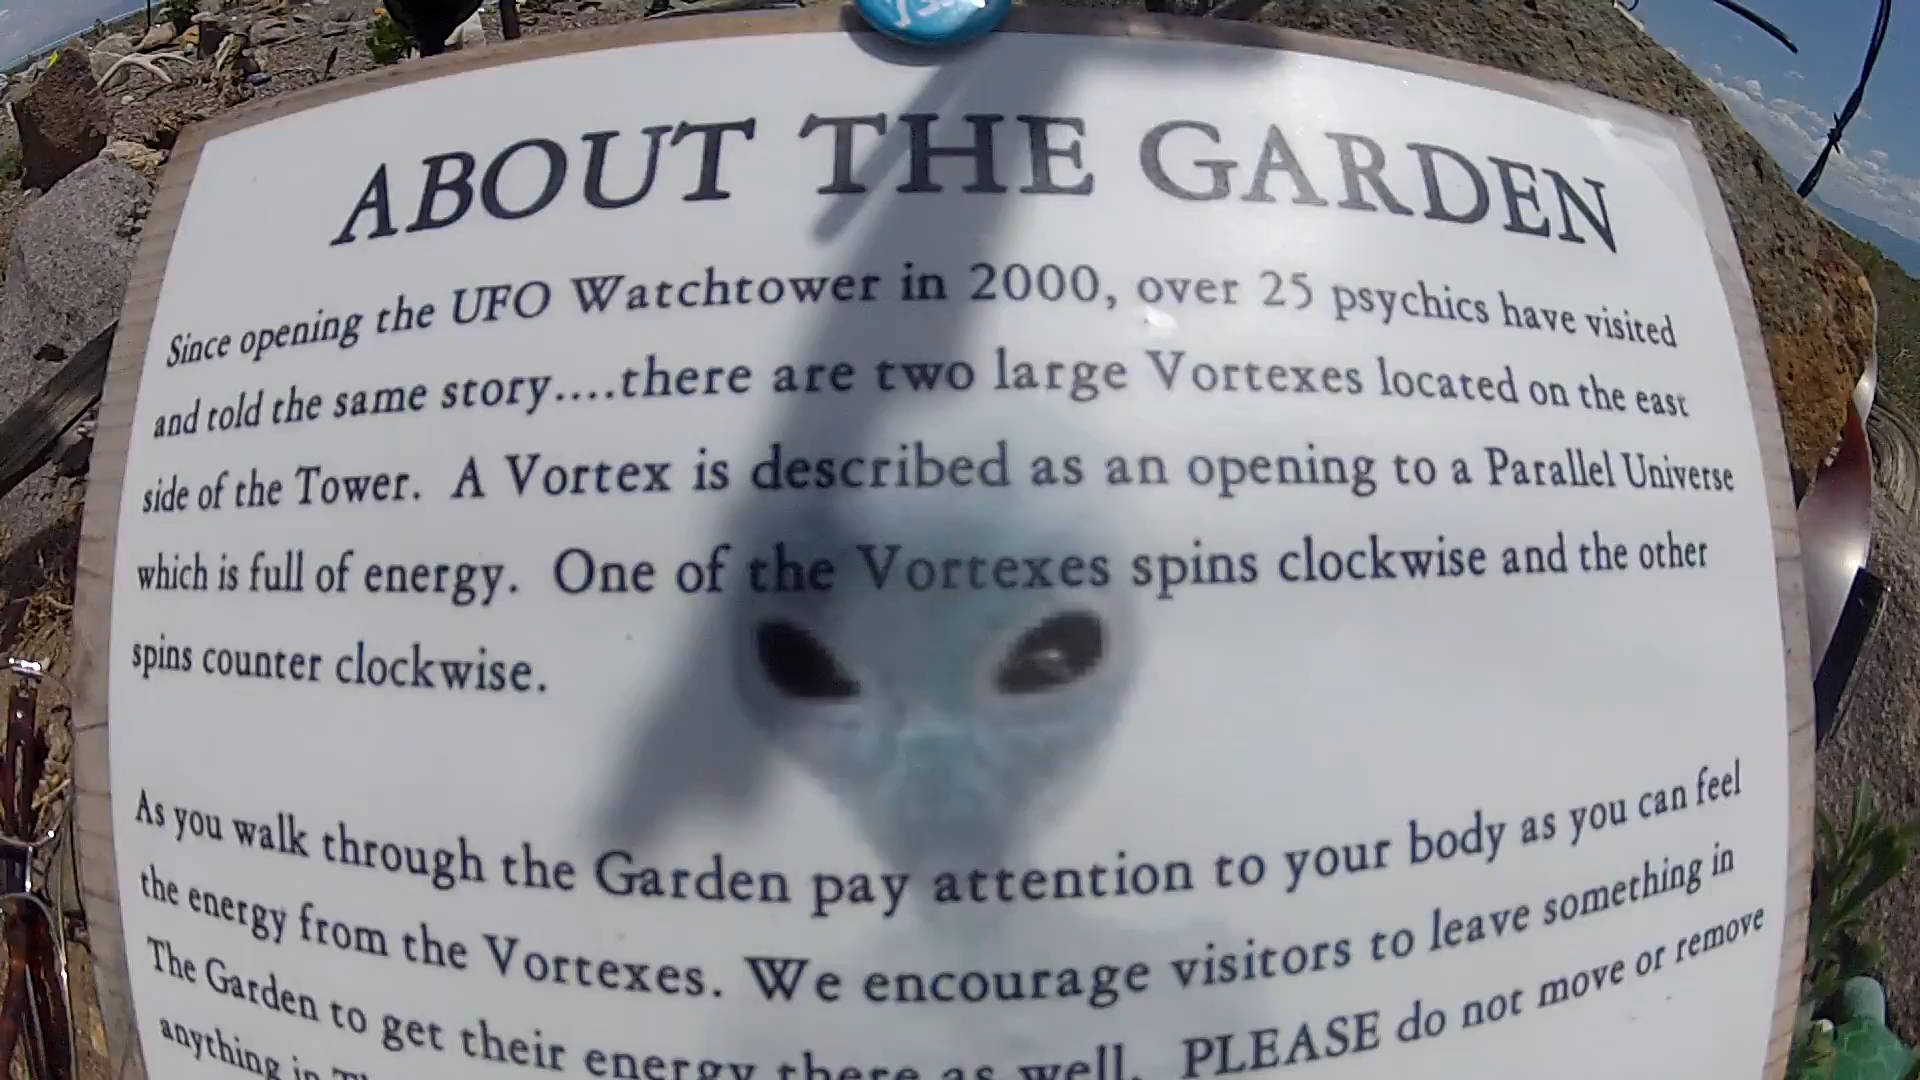 ABOUT THE GARDEN
Since opening the UFO Watchtower in 2000, over 25 psychics have visited
and told the same story....there are two large Vortexes located on the east
side of the Tower. A Vortex is described as an opening to a Parallel Universe
which is full of energy. One of the Vortexes spins clockwise and the other
spins counter clockwise.
As you walk through the Garden pay attention to your body as you can feel
the energy from the Vortexes. We encourage visitors to leave something in
The Garden to get their energy there as well. PLEASE do not move or remove
anything in